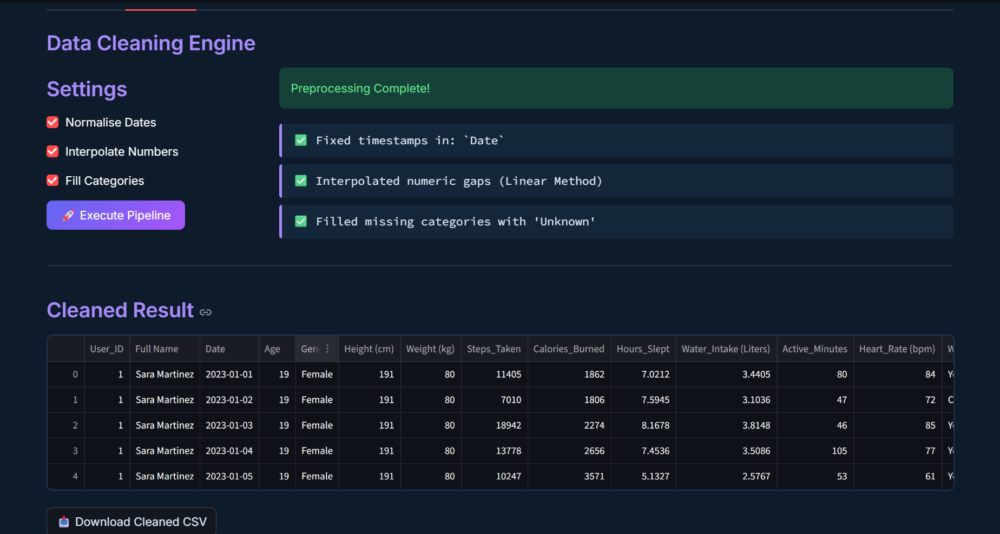 Data Cleaning Engine
Settings
Normalise Dates
Interpolate Numbers
Fill Categories
🚀 Execute Pipeline
Preprocessing Complete!
✅ Fixed timestamps in: `Date`
✅ Interpolated numeric gaps (Linear Method)
✅ Filled missing categories with 'Unknown'
Cleaned Result
User_ID Full Name Date Age Gen Height (cm) Weight (kg) Steps_Taken Calories_Burned Hours_Slept Water_Intake (Liters) Active_Minutes Heart_Rate (bpm)
0 1 Sara Martinez 2023-01-01 19 Female 191 80 11405 1862 7.0212 3.4405 80 84
1 1 Sara Martinez 2023-01-02 19 Female 191 80 7010 1806 7.5945 3.1036 47 72
2 1 Sara Martinez 2023-01-03 19 Female 191 80 18942 2274 8.1678 3.8148 46 85
3 1 Sara Martinez 2023-01-04 19 Female 191 80 13778 2656 7.4536 3.5086 105 77
4 1 Sara Martinez 2023-01-05 19 Female 191 80 10247 3571 5.1327 2.5767 53 61
Download Cleaned CSV